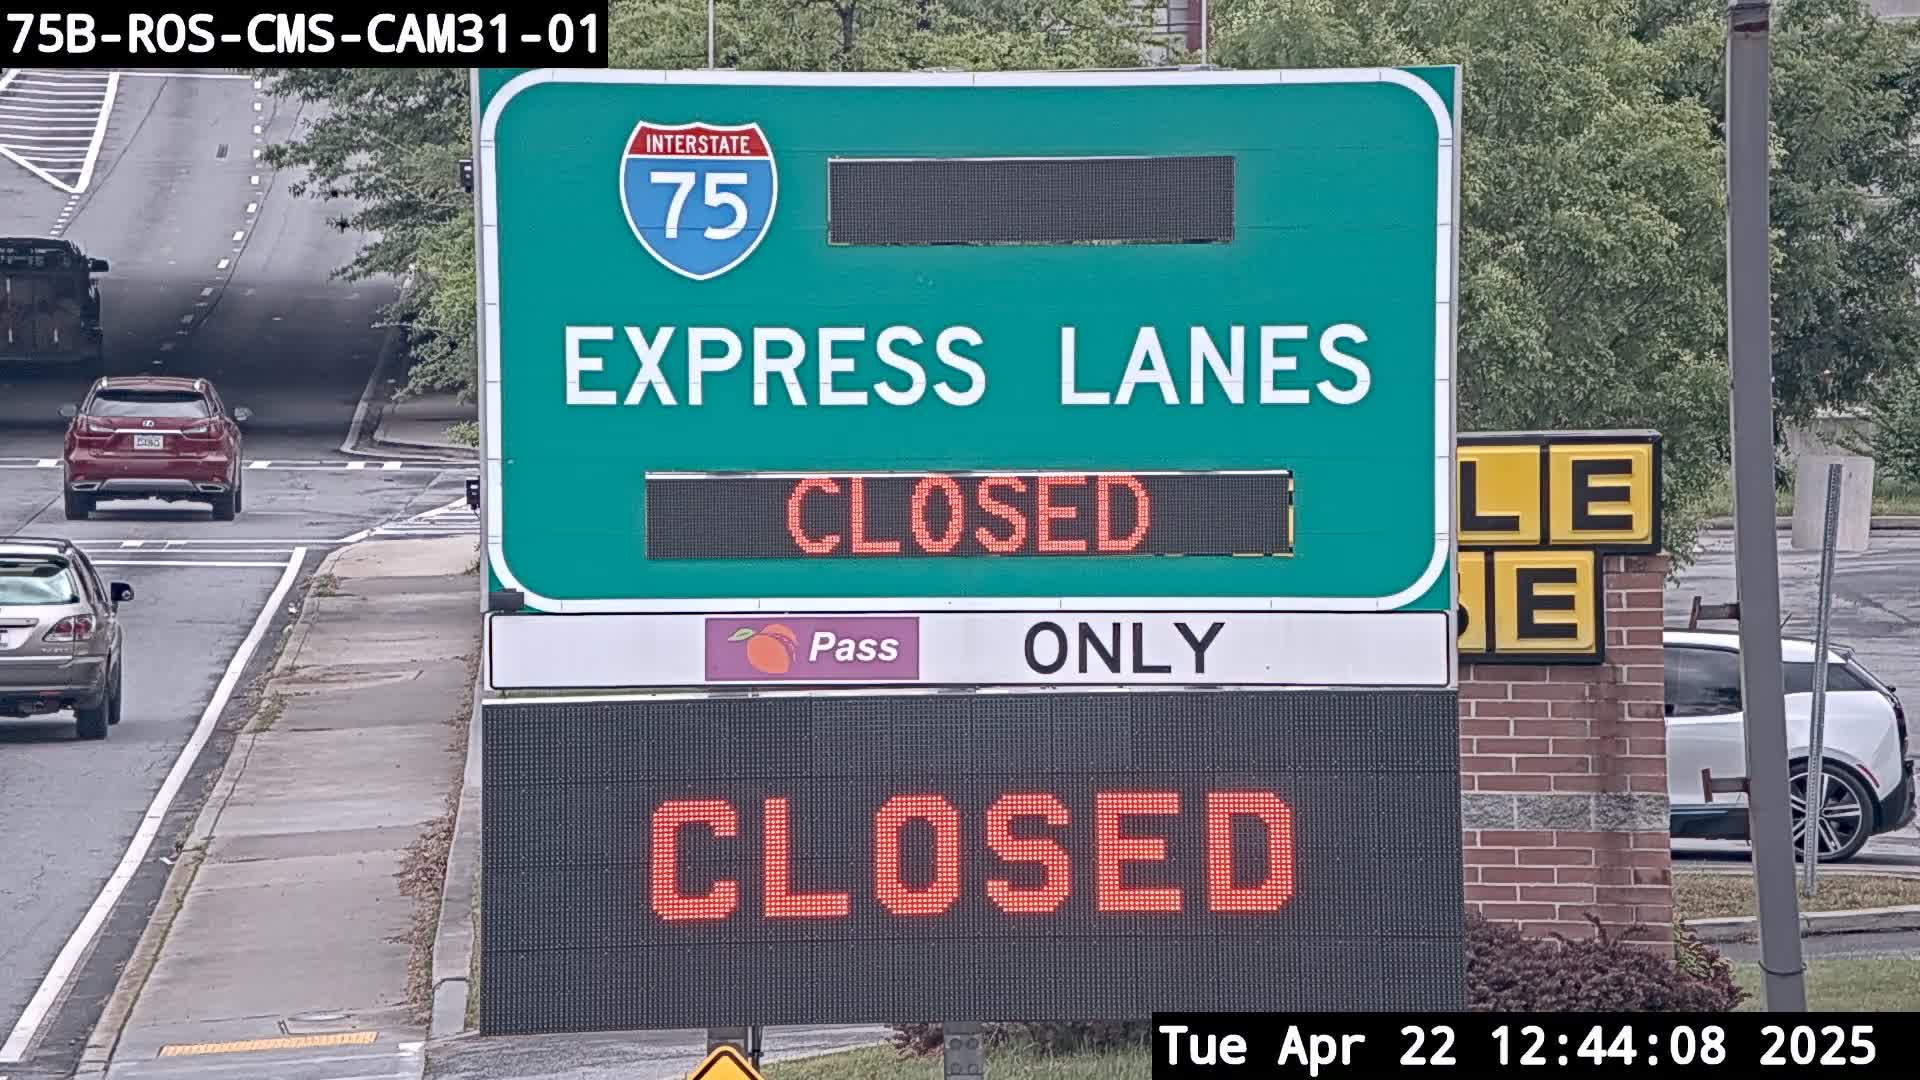 75B-ROS-CMS-CAM31-01
INTERSTATE
75
EXPRESS LANES
CLOSED
Pass ONLY
CLOSED
LE
E
Tue Apr 22 12:44:08 2025